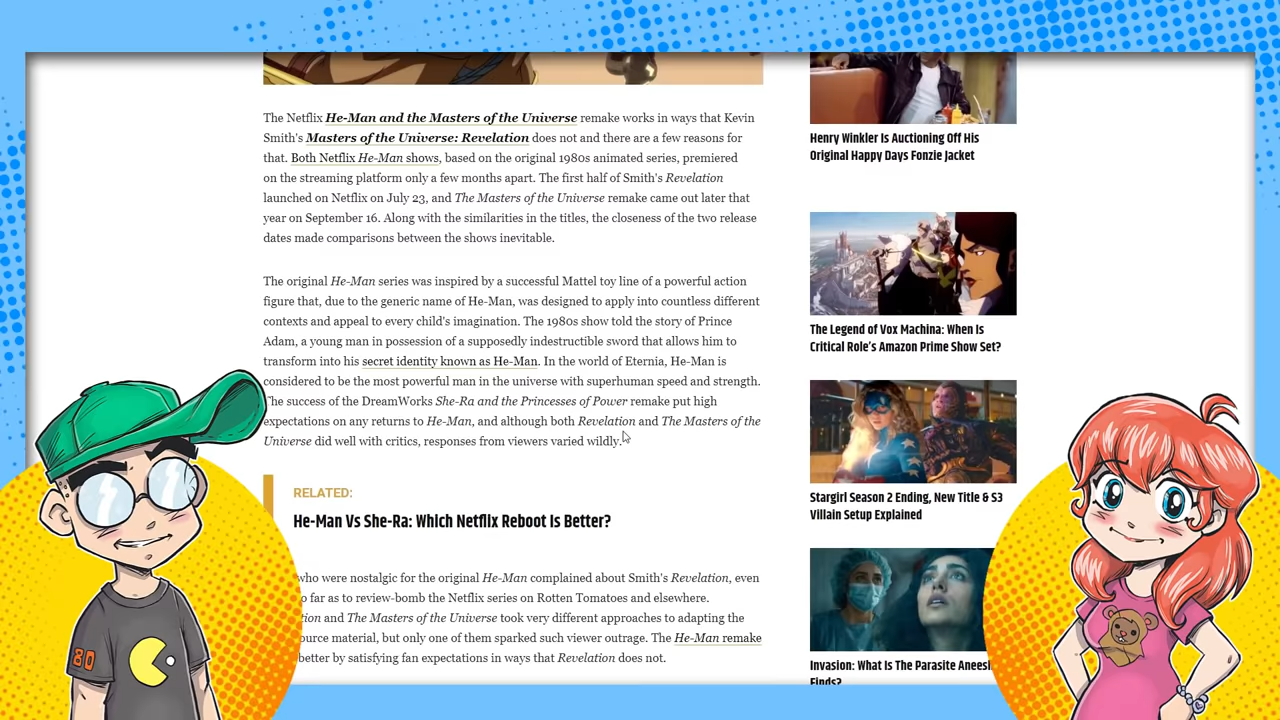 The Netflix He-Man and the Masters of the Universe remake works in ways that Kevin
Smith's Masters of the Universe: Revelation does not and there are a few reasons for
that. Both Netflix He-Man shows, based on the original 1980s animated series, premiered
on the streaming platform only a few months apart. The first half of Smith's Revelation
launched on Netflix on July 23, and The Masters of the Universe remake came out later that
year on September 16. Along with the similarities in the titles, the closeness of the two release
dates made comparisons between the shows inevitable.
The original He-Man series was inspired by a successful Mattel toy line of a powerful action
figure that, due to the generic name of He-Man, was designed to apply into countless different
contexts and appeal to every child's imagination. The 1980s show told the story of Prince
Adam, a young man in possession of a supposedly indestructible sword that allows him to
transform into his secret identity known as He-Man. In the world of Eternia, He-Man is
considered to be the most powerful man in the universe with superhuman speed and strength.
The success of the DreamWorks She-Ra and the Princesses of Power remake put high
expectations on any returns to He-Man, and although both Revelation and The Masters of the
Universe did well with critics, responses from viewers varied wildly.
RELATED:
He-Man Vs She-Ra: Which Netflix Reboot Is Better?
who were nostalgic for the original He-Man complained about Smith's Revelation, even
so far as to review-bomb the Netflix series on Rotten Tomatoes and elsewhere.
and The Masters of the Universe took very different approaches to adapting the
source material, but only one of them sparked such viewer outrage. The He-Man remake
better by satisfying fan expectations in ways that Revelation does not.
Henry Winkler Is Auctioning Off His
Original Happy Days Fonzie Jacket
The Legend of Vox Machina: When Is
Critical Role's Amazon Prime Show Set?
Stargirl Season 2 Ending, New Title & S3
Villain Setup Explained
Invasion: What Is The Parasite
Finds?
80